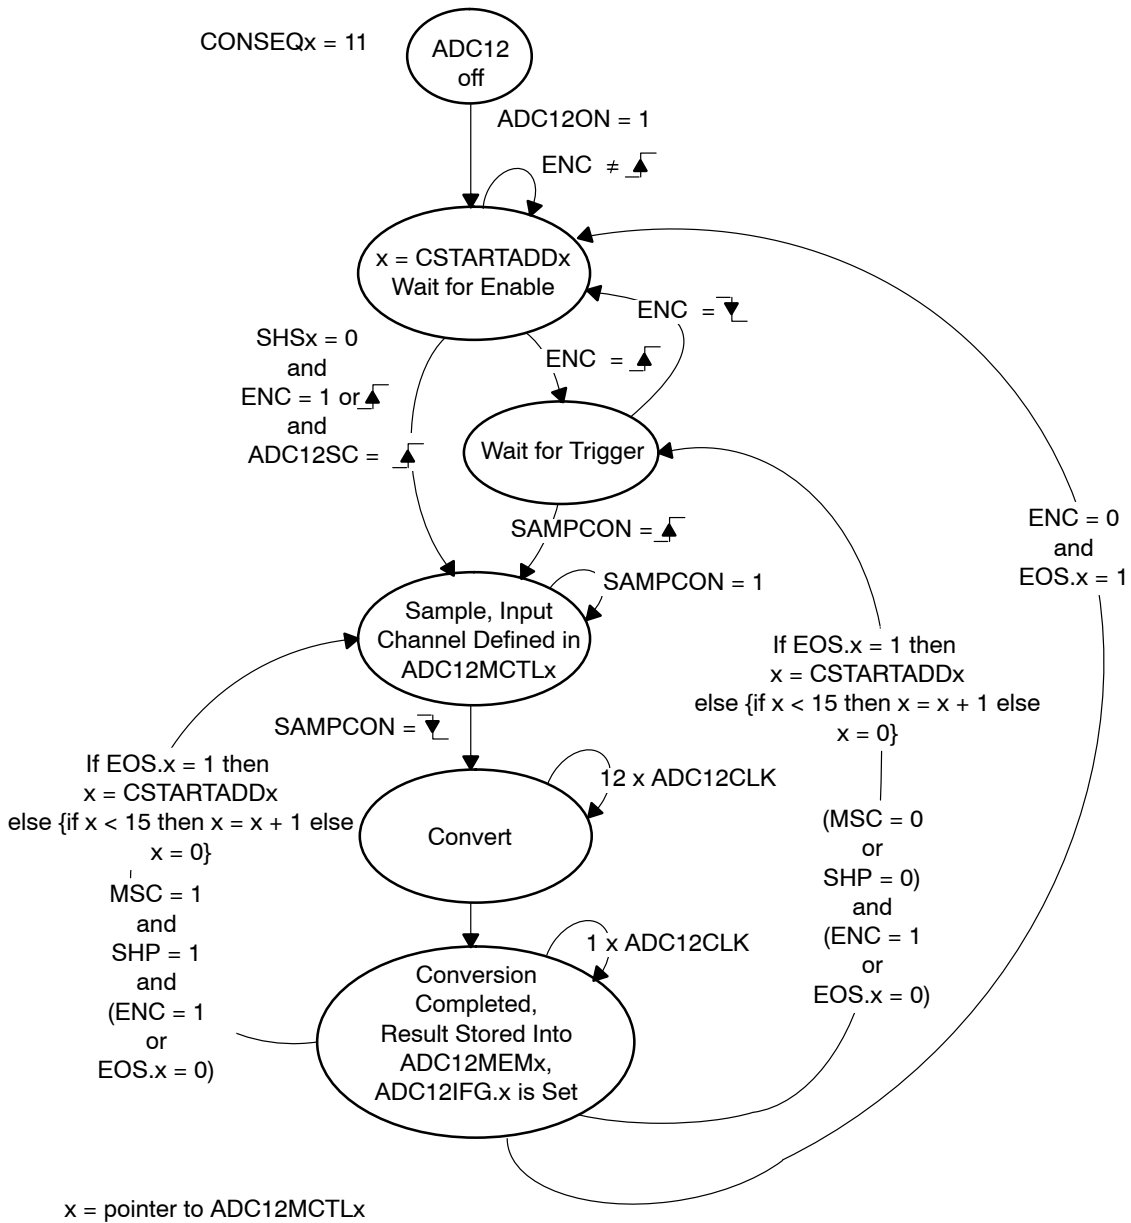 CONSEQx = 11
ADC12
off
ADC12ON = 1
ENC ≠
x = CSTARTADDx
Wait for Enable
ENC =
SHSx = 0
and
ENC = 1 or
and
ADC12SC =
ENC =
Wait for Trigger
SAMPCON =
ENC = 0
and
EOS.x = 1
SAMPCON = 1
Sample, Input
Channel Defined in
ADC12MCTLx
If EOS.x = 1 then
x = CSTARTADDx
else {if x < 15 then x = x + 1 else
x = 0}
SAMPCON =
If EOS.x = 1 then
x = CSTARTADDx
else {if x < 15 then x = x + 1 else
x = 0}
12 x ADC12CLK
Convert
(MSC = 0
or
SHP = 0)
and
(ENC = 1
or
EOS.x = 0)
MSC = 1
and
SHP = 1
and
(ENC = 1
or
EOS.x = 0)
1 x ADC12CLK
Conversion
Completed,
Result Stored Into
ADC12MEMx,
ADC12IFG.x is Set
x = pointer to ADC12MCTLx